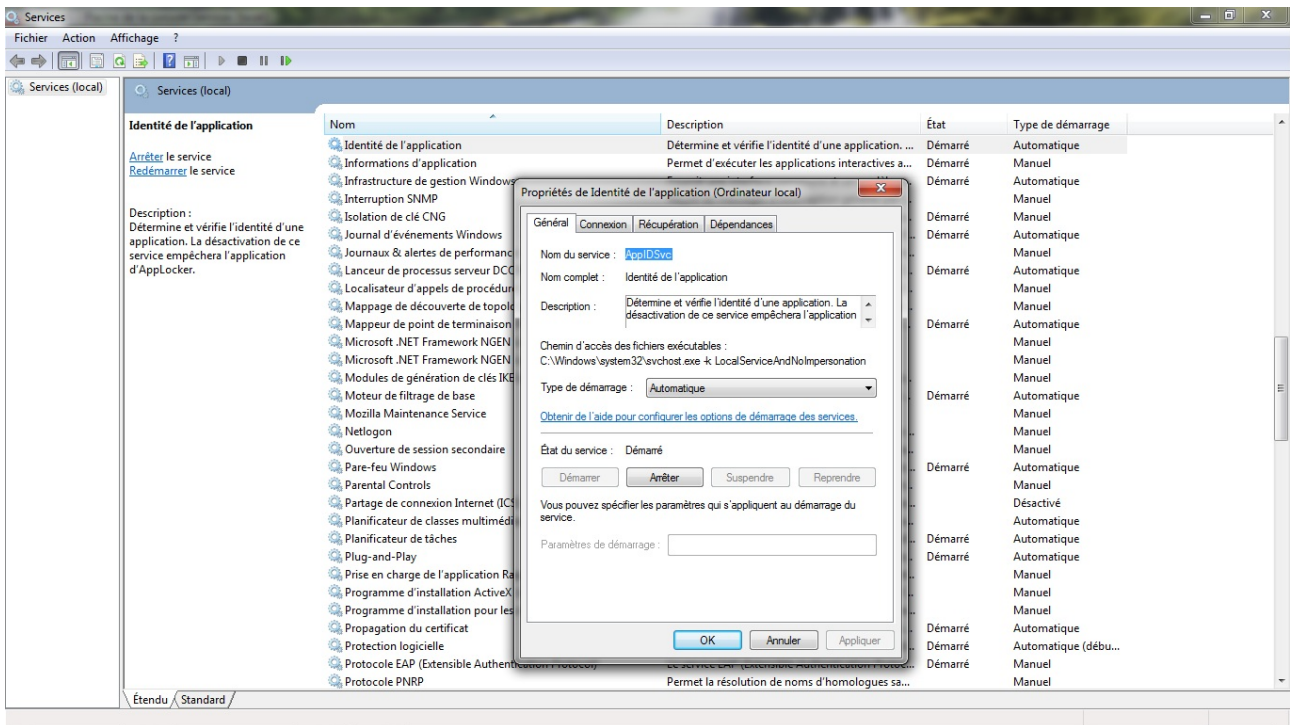 Services
Fichier Action Affichage ?
Services (local)
Services (local)
Identité de l'application
Arrêter le service
Redémarrer le service
Description :
Détermine et vérifie l'identité d'une
application. La désactivation de ce
service empêchera l'application
d'AppLocker.
Nom Description État Type de démarrage
Identité de l'application Détermine et vérifie l'identité d'une application. ... Démarré Automatique
Informations d'application Permet d'exécuter les applications interactives a... Démarré Manuel
Infrastructure de gestion Windows Démarré Automatique
Interruption SNMP Manuel
Isolation de clé CNG Démarré Manuel
Journal d'événements Windows Démarré Automatique
Journaux & alertes de performanc Manuel
Lanceur de processus serveur DCO Démarré Automatique
Localisateur d'appels de procédur Manuel
Mappage de découverte de topolo Manuel
Mappeur de point de terminaison Démarré Automatique
Microsoft .NET Framework NGEN Manuel
Microsoft .NET Framework NGEN Manuel
Modules de génération de clés IKE Manuel
Moteur de filtrage de base Démarré Automatique
Mozilla Maintenance Service Manuel
Netlogon Manuel
Ouverture de session secondaire Manuel
Pare-feu Windows Démarré Automatique
Parental Controls Manuel
Partage de connexion Internet (ICS Désactivé
Planificateur de classes multimédi Automatique
Planificateur de tâches Démarré Automatique
Plug-and-Play Démarré Automatique
Prise en charge de l'application Ra Manuel
Programme d'installation ActiveX Manuel
Programme d'installation pour les Manuel
Propagation du certificat Démarré Automatique
Protection logicielle Démarré Automatique (débu...
Protocole EAP (Extensible Authentication Protocol) Démarré Manuel
Protocole PNRP Permet la résolution de noms d'homologues sa... Manuel
Étendu Standard
Propriétés de Identité de l'application (Ordinateur local)
Général Connexion Récupération Dépendances
Nom du service : AppIDSvc
Nom complet : Identité de l'application
Description : Détermine et vérifie l'identité d'une application. La
désactivation de ce service empêchera l'application
Chemin d'accès des fichiers exécutables :
C:\Windows\system32\svchost.exe -k LocalServiceAndNoImpersonation
Type de démarrage : Automatique
Obtenir de l'aide pour configurer les options de démarrage des services.
État du service : Démarré
Démarrer Arrêter Suspendre Reprendre
Vous pouvez spécifier les paramètres qui s'appliquent au démarrage du
service.
Paramètres de démarrage :
OK Annuler Appliquer